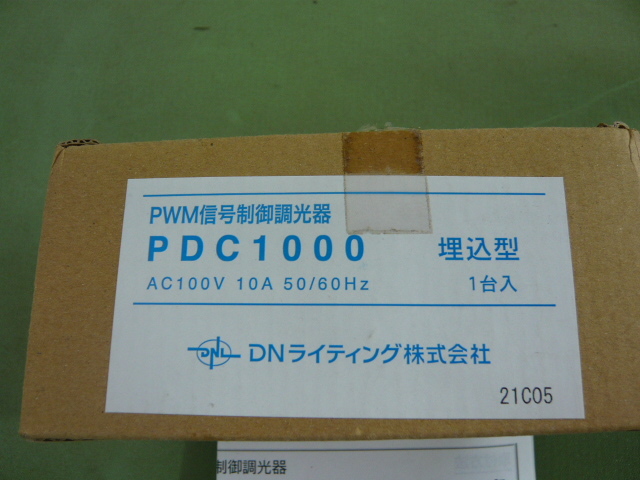 PWM信号制御調光器
PDC1000 埋込型
AC100V 10A 50/60Hz 1台入
DNL DNライティング株式会社
21C05
制御調光器